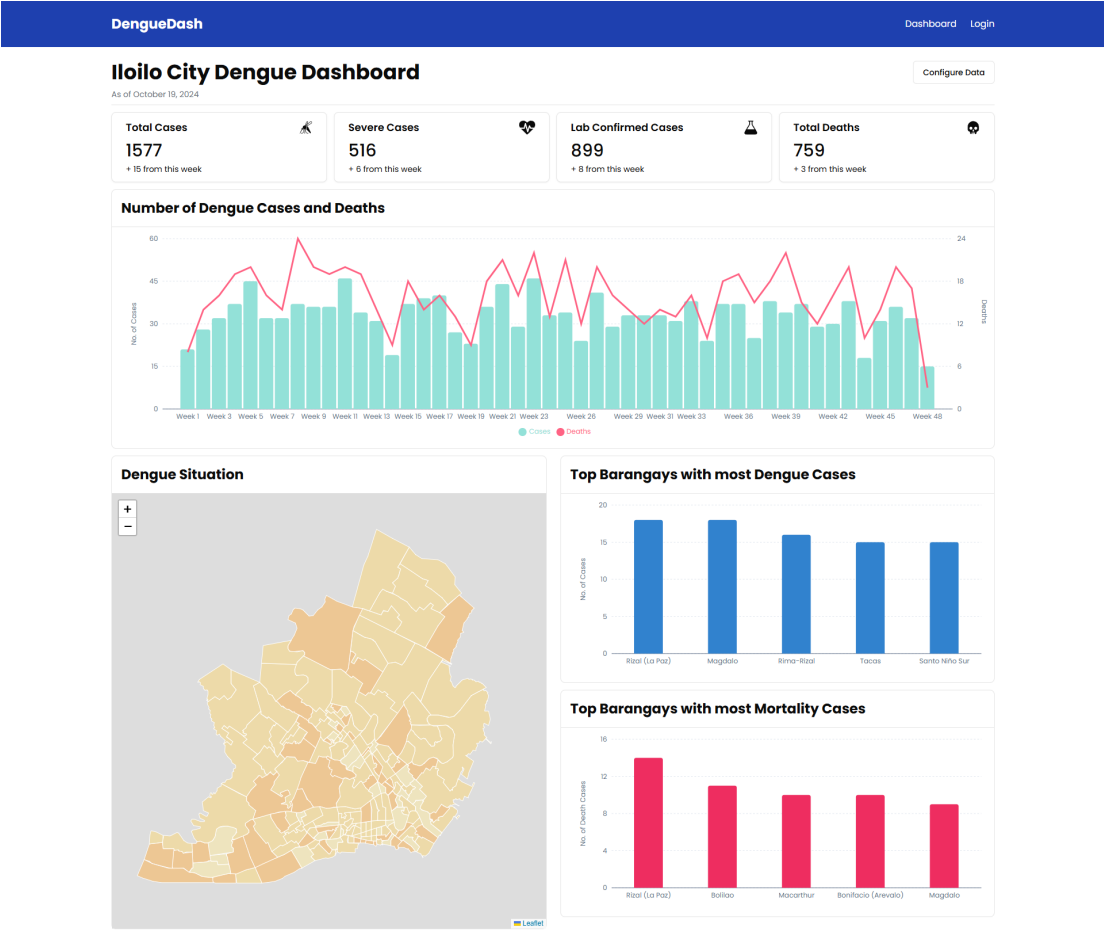 DengueDash
Dashboard Login
Iloilo City Dengue Dashboard
Configure Data
As of October 19, 2024
Total Cases
1577
+ 15 from this week
Severe Cases
516
+ 6 from this week
Lab Confirmed Cases
899
+ 8 from this week
Total Deaths
759
+ 3 from this week
Number of Dengue Cases and Deaths
60
45
30
15
0
No. of Cases
24
18
12
6
0
Deaths
Week 1 Week 3 Week 5 Week 7 Week 9 Week 11 Week 13 Week 15 Week 17 Week 19 Week 21 Week 23 Week 26 Week 29 Week 31 Week 33 Week 36 Week 39 Week 42 Week 45 Week 48
Cases Deaths
Dengue Situation
+
−
Leaflet
Top Barangays with most Dengue Cases
20
15
10
5
0
No. of Cases
Rizal (La Paz) Magdalo Rima-Rizal Tacas Santo Niño Sur
Top Barangays with most Mortality Cases
16
12
8
4
0
No. of Death Cases
Rizal (La Paz) Bolilao Macarthur Bonifacio (Arevalo) Magdalo